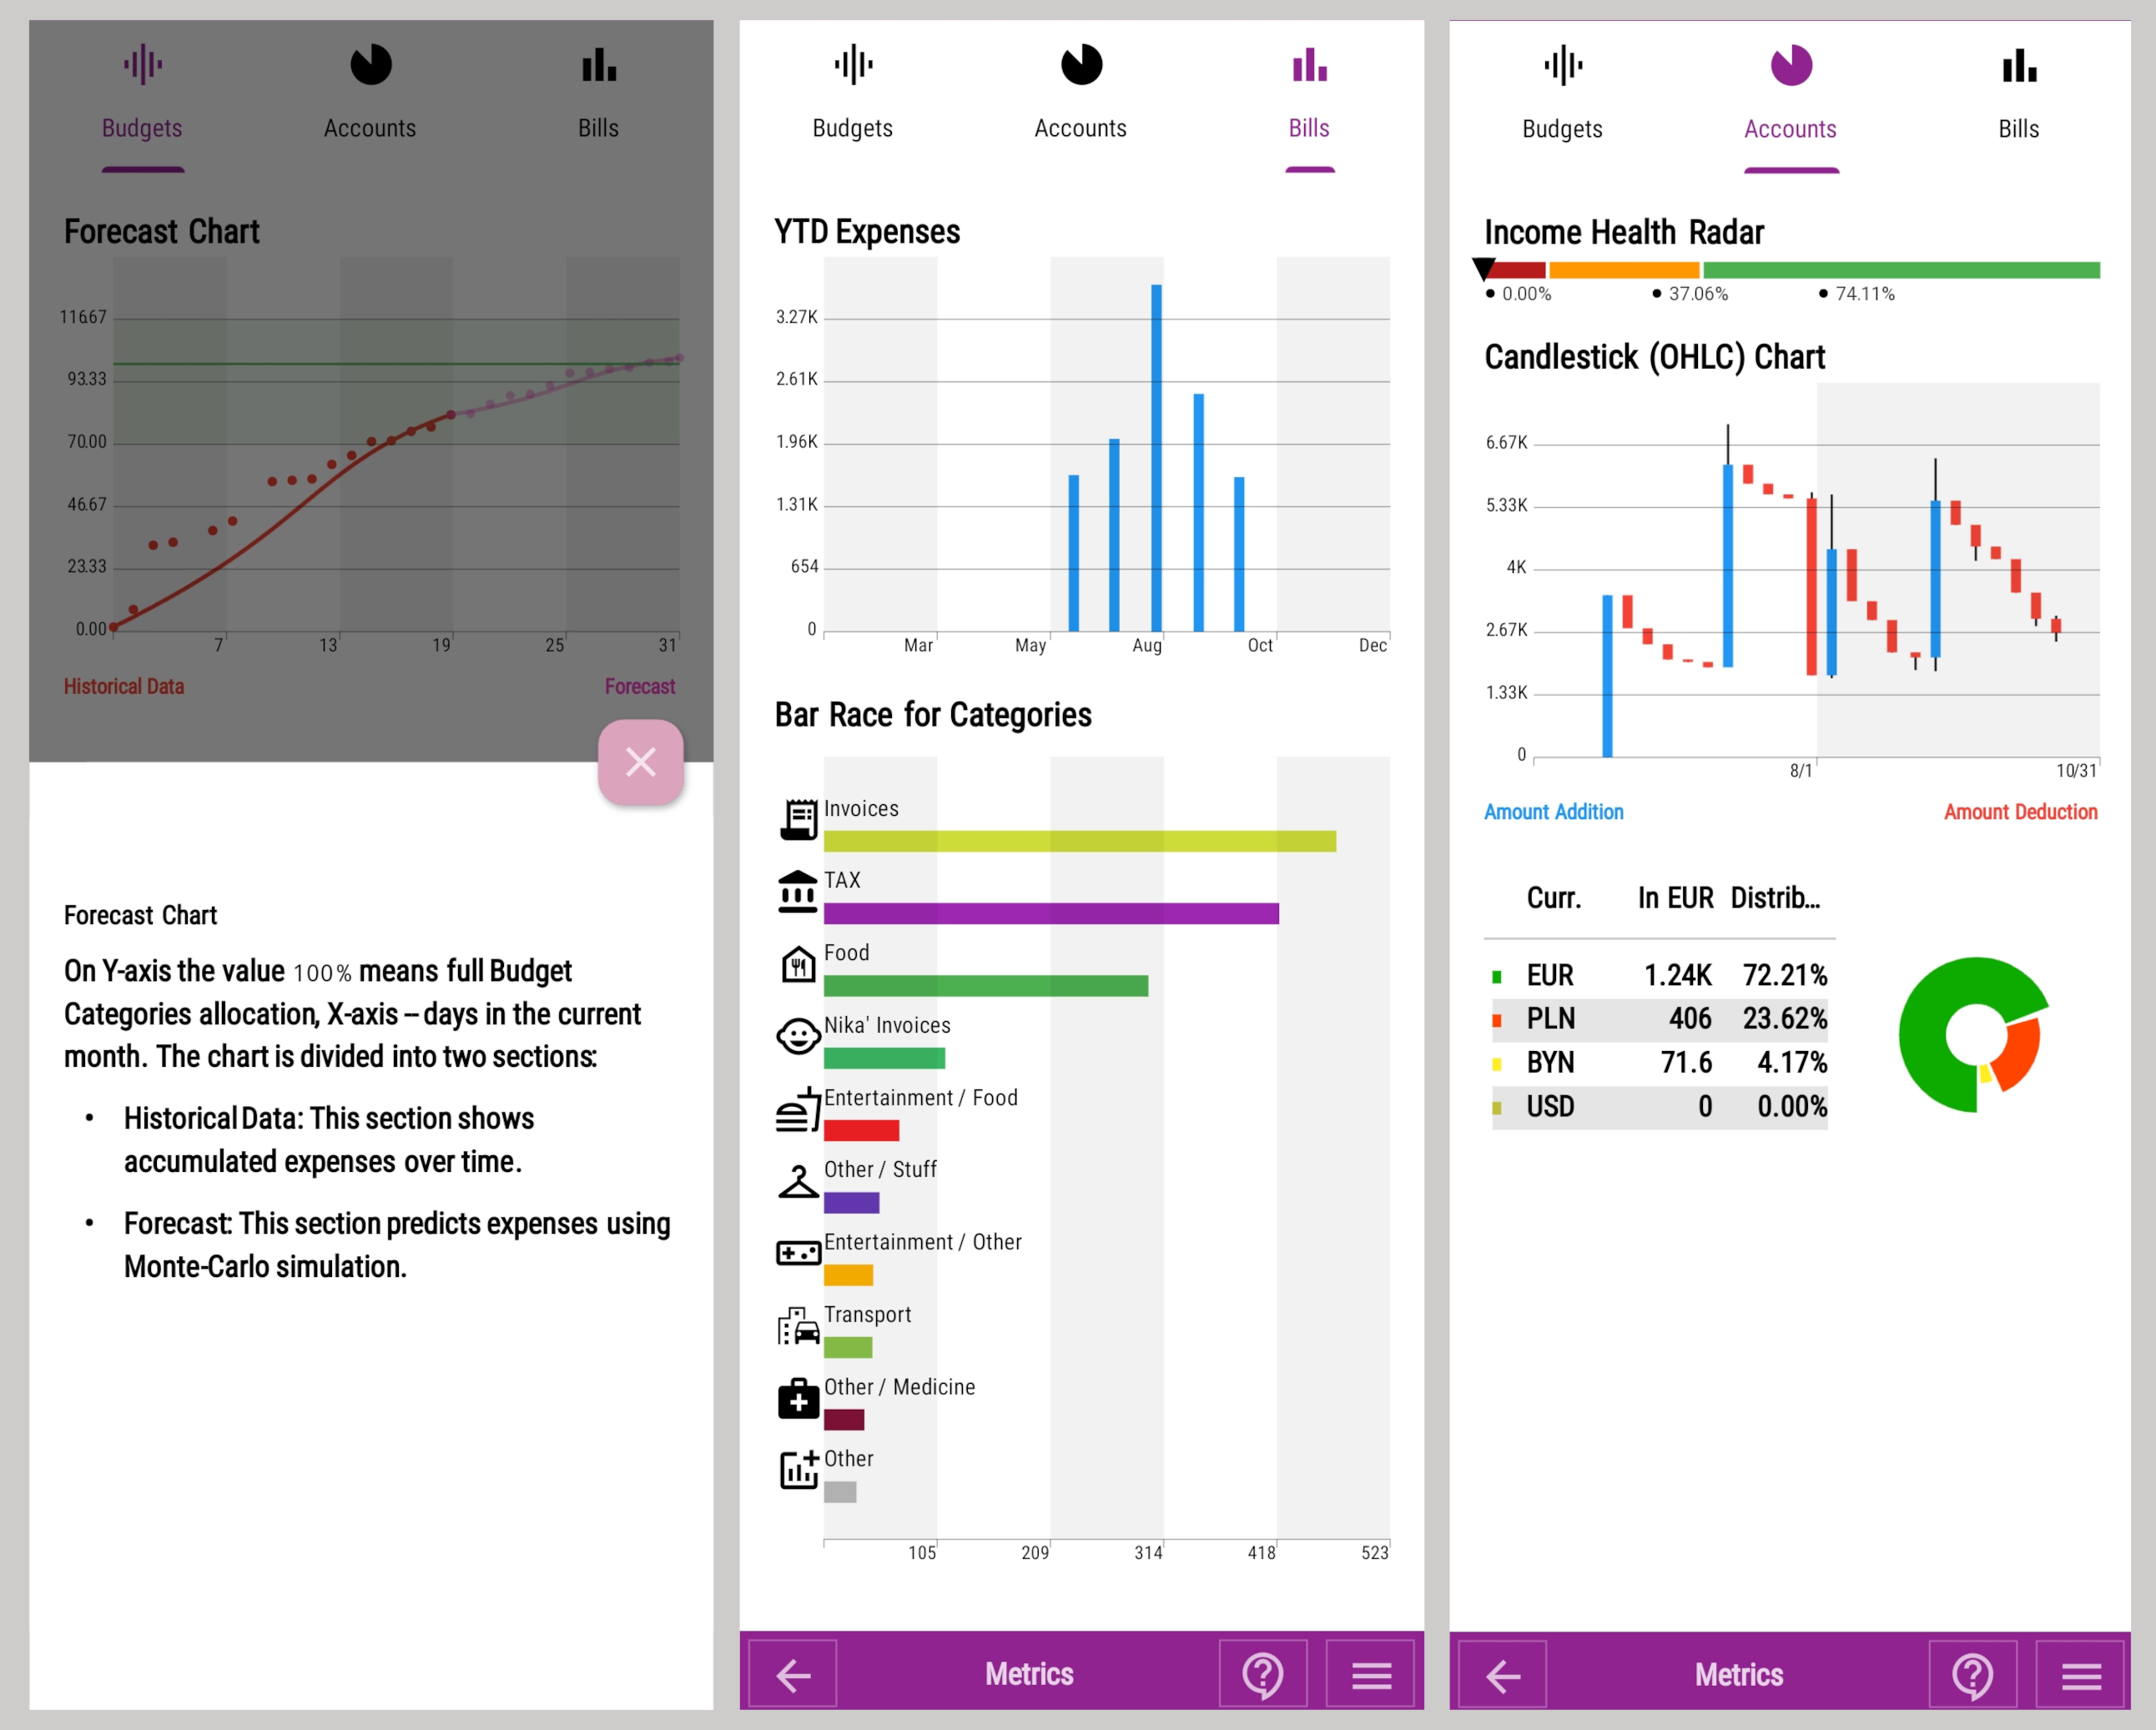 Budgets Accounts Bills
Forecast Chart
116.67
93.33
70.00
46.67
23.33
0.00
7 13 19 25 31
Historical Data Forecast
Forecast Chart
On Y-axis the value 100% means full Budget
Categories allocation, X-axis – days in the current
month. The chart is divided into two sections:
• Historical Data: This section shows
accumulated expenses over time.
• Forecast: This section predicts expenses using
Monte-Carlo simulation.
Budgets Accounts Bills
YTD Expenses
3.27K
2.61K
1.96K
1.31K
654
0
Mar May Aug Oct Dec
Bar Race for Categories
Invoices
TAX
Food
Nika' Invoices
Entertainment / Food
Other / Stuff
Entertainment / Other
Transport
Other / Medicine
Other
105 209 314 418 523
Metrics
Budgets Accounts Bills
Income Health Radar
• 0.00% • 37.06% • 74.11%
Candlestick (OHLC) Chart
6.67K
5.33K
4K
2.67K
1.33K
0
8/1 10/31
Amount Addition Amount Deduction
Curr. In EUR Distrib...
EUR 1.24K 72.21%
PLN 406 23.62%
BYN 71.6 4.17%
USD 0 0.00%
Metrics